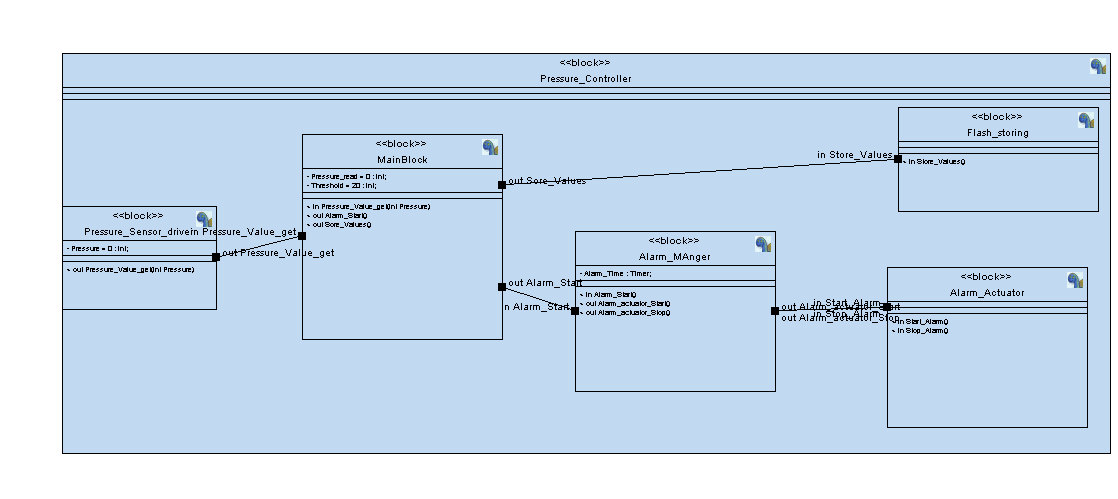 <<block>>
Pressure_Controller
<<block>>
Flash_storing
~ in Store_Values()
in Store_Values
<<block>>
MainBlock
- Pressure_read = 0 : int;
- Threshold = 20 : int;
~ in Pressure_Value_get(int Pressure)
~ out Alarm_Start()
~ out Sore_Values()
out Sore_Values
<<block>>
Pressure_Sensor_drive
in Pressure_Value_get
- Pressure = 0 : int;
~ out Pressure_Value_get(int Pressure)
out Pressure_Value_get
out Alarm_Start
n Alarm_Start
<<block>>
Alarm_MAnger
- Alarm_Time : Timer;
~ in Alarm_Start()
~ out Alarm_actuator_Start()
~ out Alarm_actuator_Stop()
out Alarm_actuator_Start
out Alarm_actuator_Stop
in Start_Alarm
in Stop_Alarm
<<block>>
Alarm_Actuator
~ in Start_Alarm()
~ in Stop_Alarm()